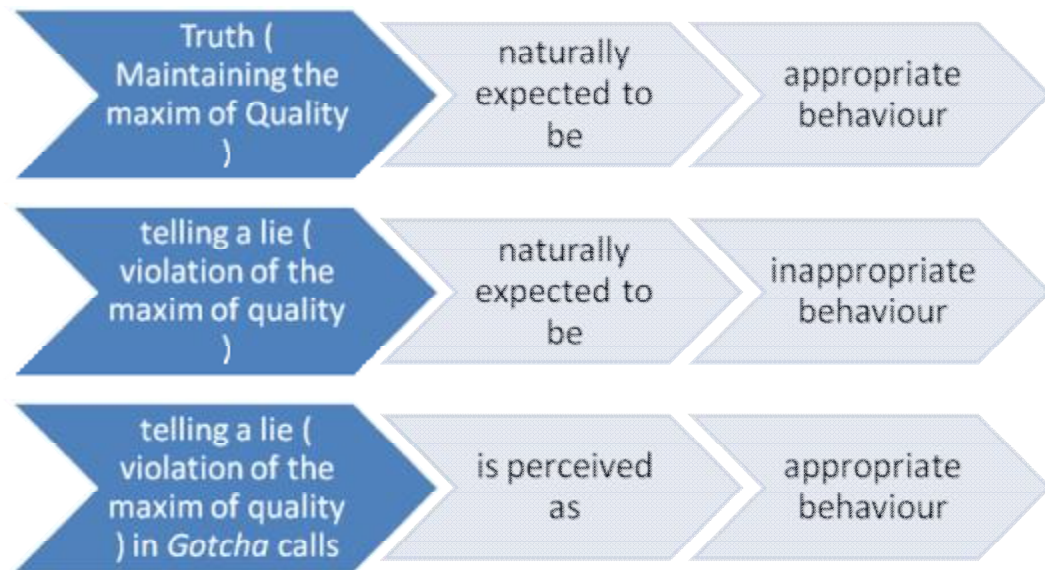 Truth (
Maintaining the
maxim of Quality
)
naturally
expected to
be
appropriate
behaviour
telling a lie (
violation of the
maxim of quality
)
naturally
expected to
be
inappropriate
behaviour
telling a lie (
violation of the
maxim of quality
) in Gotcha calls
is perceived
as
appropriate
behaviour